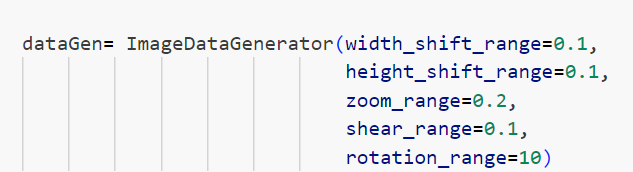 dataGen= ImageDataGenerator(width_shift_range=0.1,
height_shift_range=0.1,
zoom_range=0.2,
shear_range=0.1,
rotation_range=10)